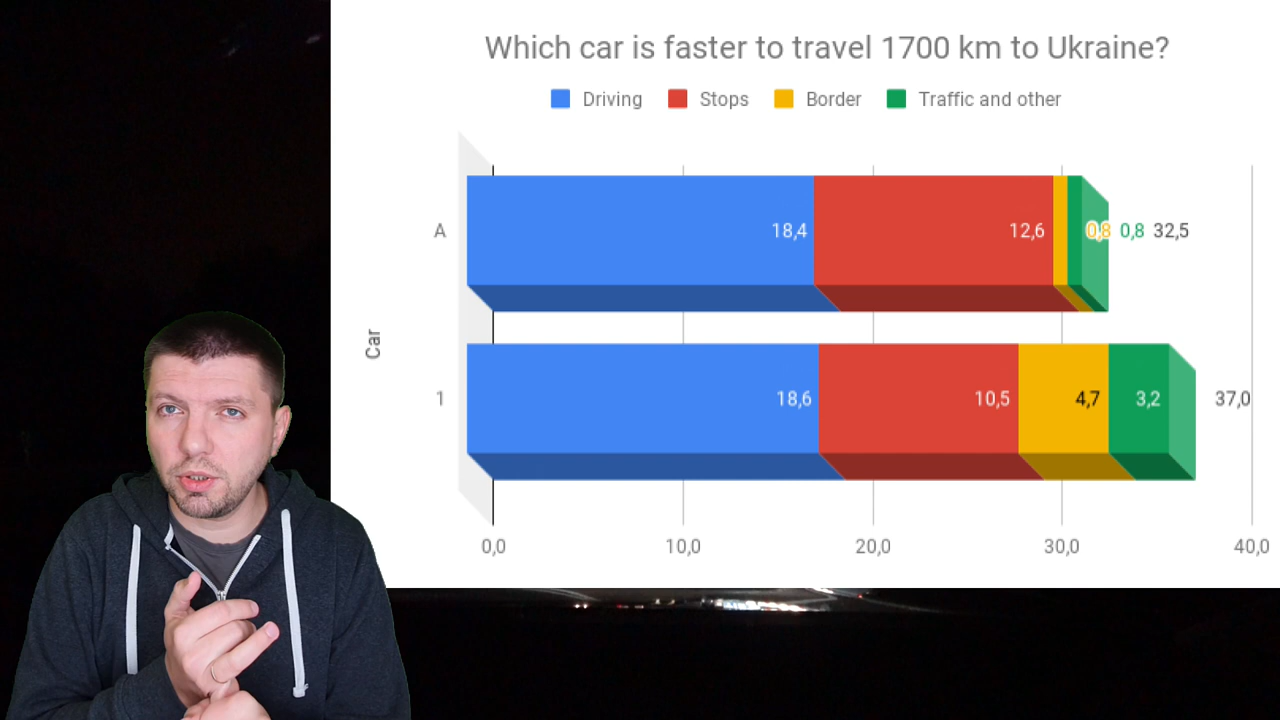 Which car is faster to travel 1700 km to Ukraine?
Driving Stops Border Traffic and other
A 18,4 12,6 0,8 0,8 32,5
Car
1 18,6 10,5 4,7 3,2 37,0
0,0 10,0 20,0 30,0 40,0